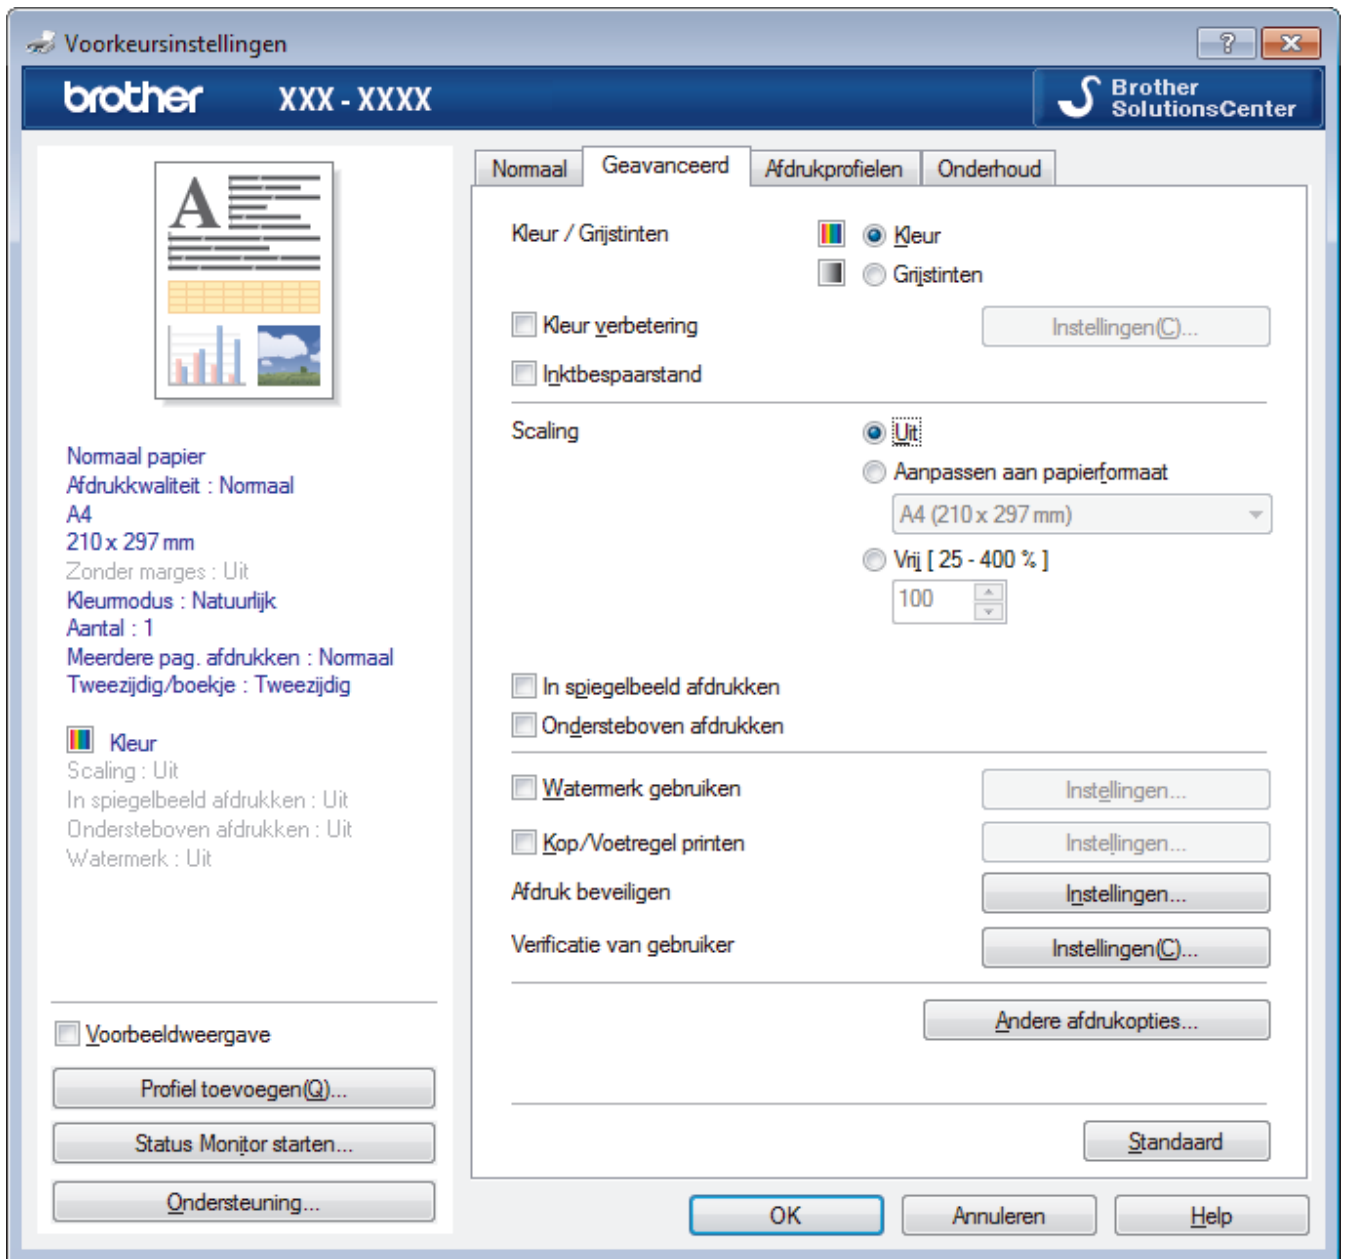 Voorkeursinstellingen
brother XXX - XXXX
Brother
SolutionsCenter
A
Normaal papier
Afdrukkwaliteit : Normaal
A4
210 x 297 mm
Zonder marges : Uit
Kleurmodus : Natuurlijk
Aantal : 1
Meerdere pag. afdrukken : Normaal
Tweezijdig/boekje : Tweezijdig
Kleur
Scaling : Uit
In spiegelbeeld afdrukken : Uit
Ondersteboven afdrukken : Uit
Watermerk : Uit
Voorbeeldweergave
Profiel toevoegen(Q)...
Status Monitor starten...
Ondersteuning...
Normaal Geavanceerd Afdrukprofielen Onderhoud
Kleur / Grijstinten Kleur
Grijstinten
Kleur verbetering Instellingen(C)...
Inktbespaarstand
Scaling Uit
Aanpassen aan papierformaat
A4 (210 x 297 mm)
Vrij [ 25 - 400 % ]
100
In spiegelbeeld afdrukken
Ondersteboven afdrukken
Watermerk gebruiken Instellingen...
Kop/Voetregel printen Instellingen...
Afdruk beveiligen Instellingen...
Verificatie van gebruiker Instellingen(C)...
Andere afdrukopties...
Standaard
OK Annuleren Help